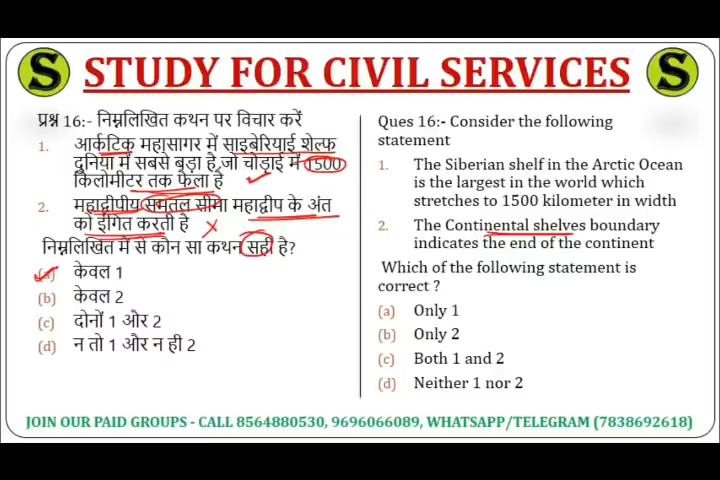 S STUDY FOR CIVIL SERVICES S
प्रश्न 16:- निम्नलिखित कथन पर विचार करें
1. आर्कटिक महासागर में साइबेरियाई शेल्फ
दुनिया में सबसे बड़ा है,जो चौड़ाई में 1500
किलोमीटर तक फैला है
2. महाद्वीपीय समतल सीमा महाद्वीप के अंत
को इंगित करती है
निम्नलिखित में से कोन सा कथन सही है?
(a) केवल 1
(b) केवल 2
(c) दोनों 1 और 2
(d) न तो 1 और न ही 2
Ques 16:- Consider the following
statement
1. The Siberian shelf in the Arctic Ocean
is the largest in the world which
stretches to 1500 kilometer in width
2. The Continental shelves boundary
indicates the end of the continent
Which of the following statement is
correct ?
(a) Only 1
(b) Only 2
(c) Both 1 and 2
(d) Neither 1 nor 2
JOIN OUR PAID GROUPS - CALL 8564880530, 9696066089, WHATSAPP/TELEGRAM (7838692618)